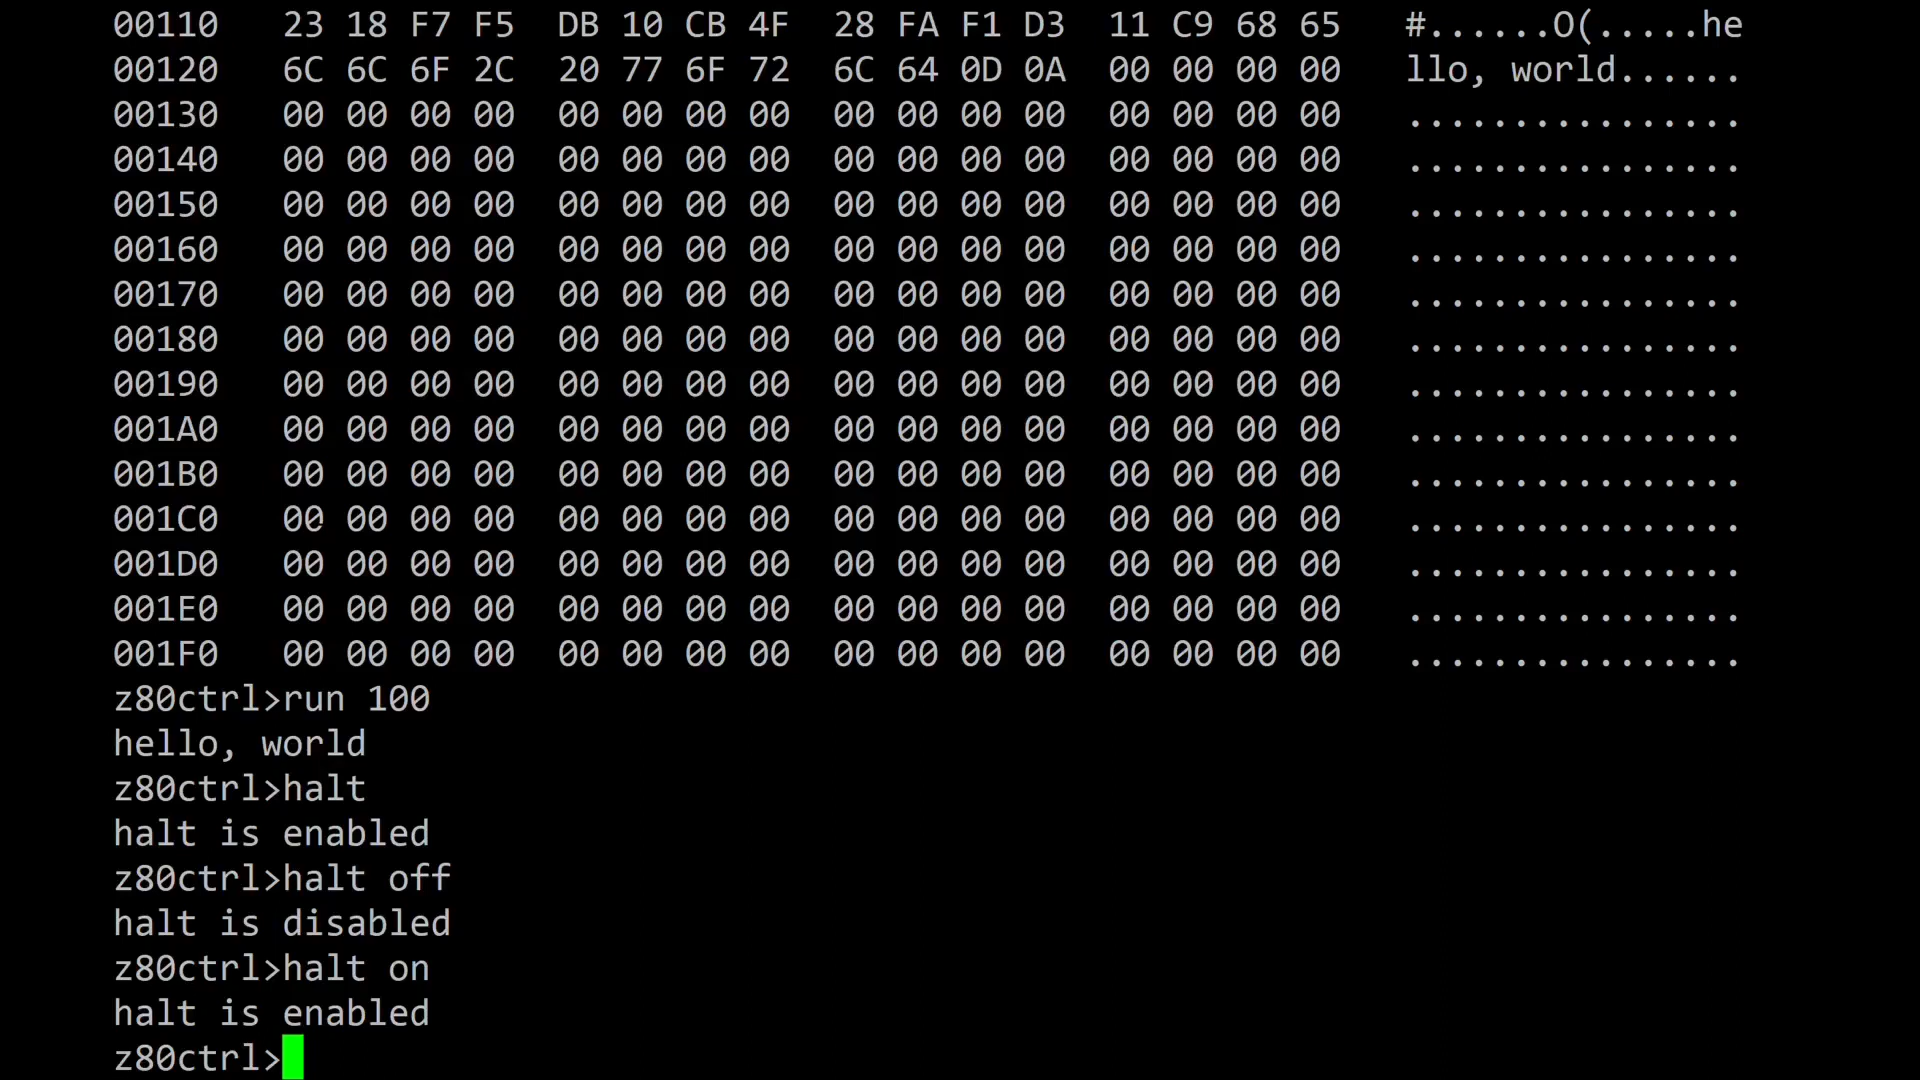 00110   23 18 F7 F5  DB 10 CB 4F  28 FA F1 D3  11 C9 68 65   #......O(.....he
00120   6C 6C 6F 2C  20 77 6F 72  6C 64 0D 0A  00 00 00 00   llo, world......
00130   00 00 00 00  00 00 00 00  00 00 00 00  00 00 00 00   ................
00140   00 00 00 00  00 00 00 00  00 00 00 00  00 00 00 00   ................
00150   00 00 00 00  00 00 00 00  00 00 00 00  00 00 00 00   ................
00160   00 00 00 00  00 00 00 00  00 00 00 00  00 00 00 00   ................
00170   00 00 00 00  00 00 00 00  00 00 00 00  00 00 00 00   ................
00180   00 00 00 00  00 00 00 00  00 00 00 00  00 00 00 00   ................
00190   00 00 00 00  00 00 00 00  00 00 00 00  00 00 00 00   ................
001A0   00 00 00 00  00 00 00 00  00 00 00 00  00 00 00 00   ................
001B0   00 00 00 00  00 00 00 00  00 00 00 00  00 00 00 00   ................
001C0   00 00 00 00  00 00 00 00  00 00 00 00  00 00 00 00   ................
001D0   00 00 00 00  00 00 00 00  00 00 00 00  00 00 00 00   ................
001E0   00 00 00 00  00 00 00 00  00 00 00 00  00 00 00 00   ................
001F0   00 00 00 00  00 00 00 00  00 00 00 00  00 00 00 00   ................
z80ctrl>run 100
hello, world
z80ctrl>halt
halt is enabled
z80ctrl>halt off
halt is disabled
z80ctrl>halt on
halt is enabled
z80ctrl>